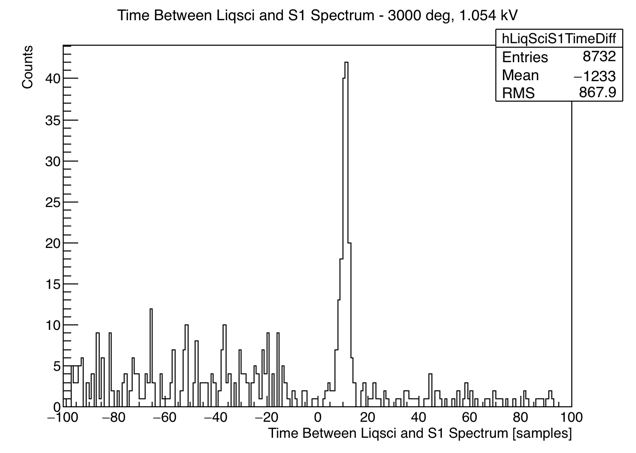 Time Between Liqsci and S1 Spectrum - 3000 deg, 1.054 kV
hLiqSciS1TimeDiff
Entries 8732
Mean −1233
RMS 867.9
Counts
40
35
30
25
20
15
10
5
0
−100 −80 −60 −40 −20 0 20 40 60 80 100
Time Between Liqsci and S1 Spectrum [samples]